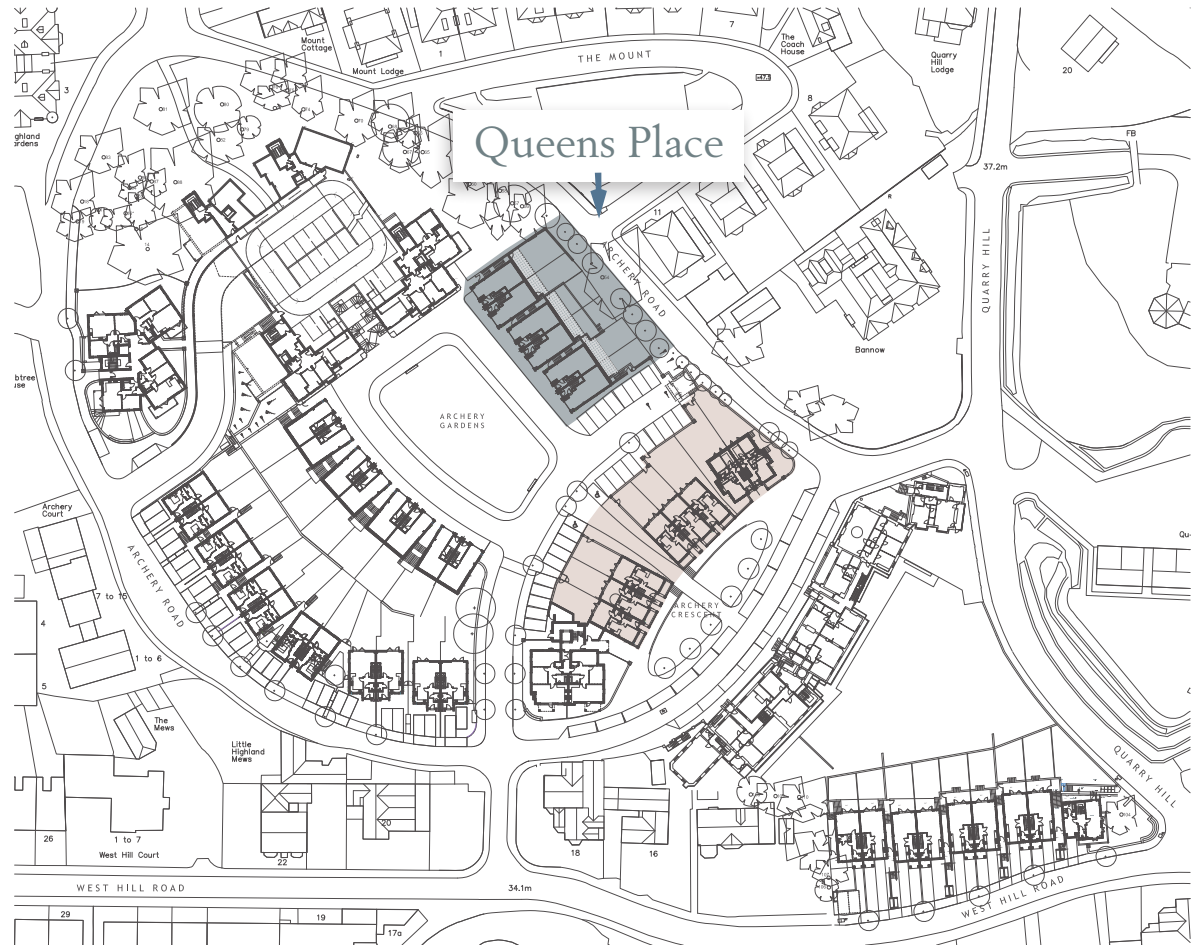 Mount
Cottage
Mount Lodge
1
THE MOUNT
7
The
Coach
House
Quarry
Hill
Lodge
20
3
8
FB
37.2m
Queens Place
11
ARCHERY ROAD
QUARRY HILL
Bannow
ARCHERY
GARDENS
Archery
Court
ARCHERY ROAD
7 to 15
4
1 to 6
5
ARCHERY
CRESCENT
The
Mews
Little
Highland
Mews
QUARRY HILL
26
1 to 7
West Hill Court
20
22
18
16
WEST HILL ROAD
34.1m
WEST HILL ROAD
29
19
17a